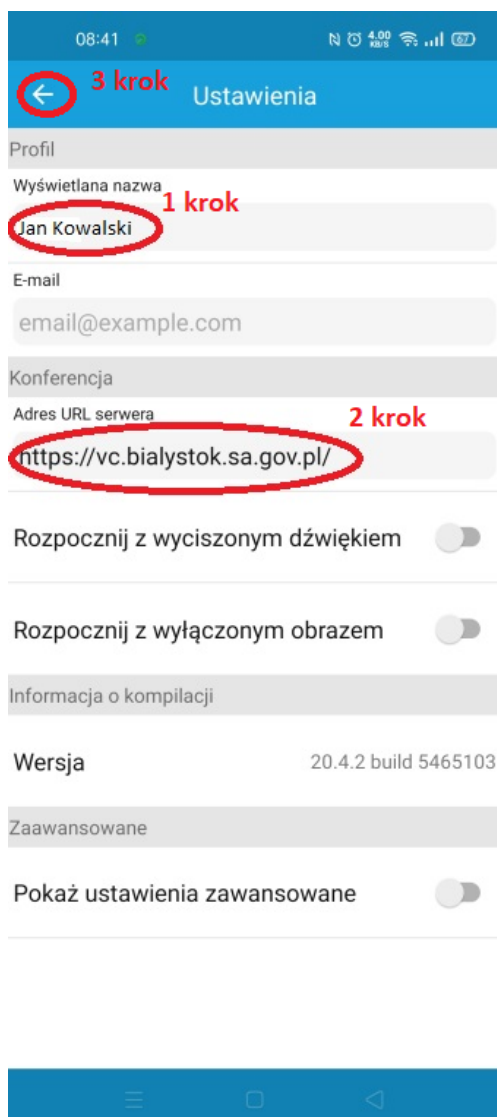 08:41 4.00 KB/S 67
3 krok
Ustawienia
Profil
Wyświetlana nazwa
1 krok
Jan Kowalski
E-mail
email@example.com
Konferencja
Adres URL serwera
2 krok
https://vc.bialystok.sa.gov.pl/
Rozpocznij z wyciszonym dźwiękiem
Rozpocznij z wyłączonym obrazem
Informacja o kompilacji
Wersja 20.4.2 build 5465103
Zaawansowane
Pokaż ustawienia zawansowane